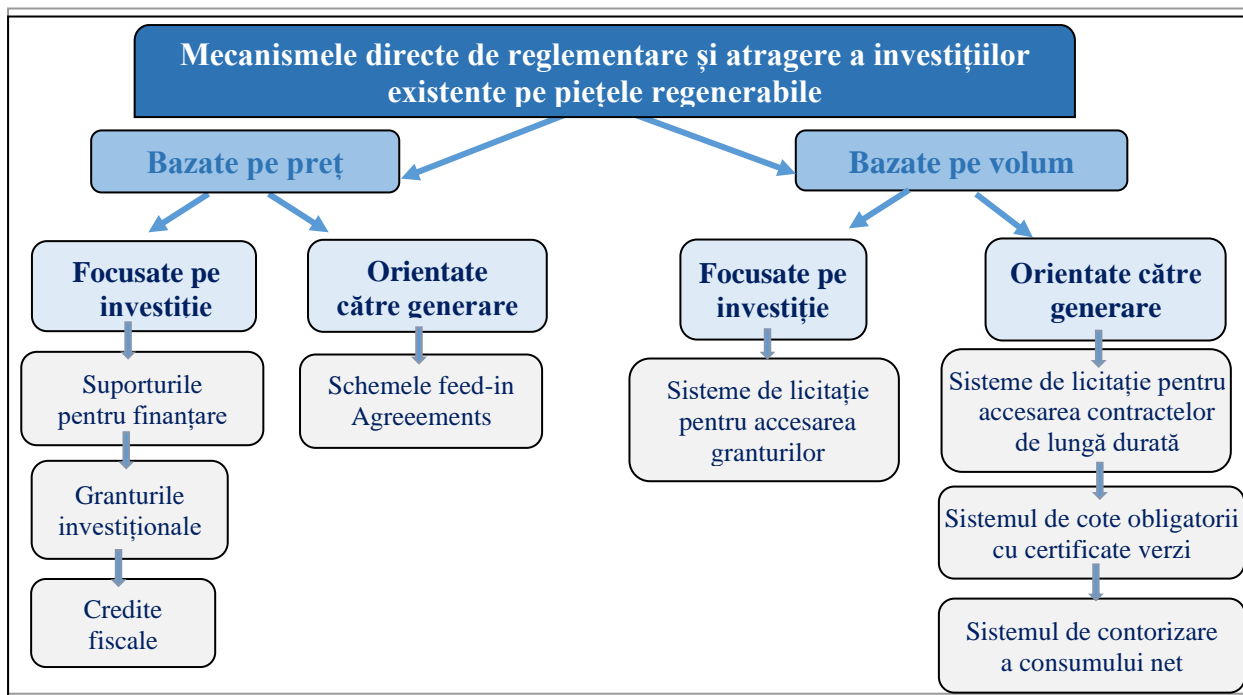 Mecanismele directe de reglementare și atragere a investițiilor
existente pe piețele regenerabile
Bazate pe preț
Bazate pe volum
Focusate pe
investiție
Orientate
către generare
Focusate pe
investiție
Orientate către
generare
Suporturile
pentru finanțare
Schemele feed-in
Agreeements
Sisteme de licitație
pentru accesarea
granturilor
Sisteme de licitație pentru
accesarea contractelor
de lungă durată
Granturile
investiționale
Sistemul de cote obligatorii
cu certificate verzi
Credite
fiscale
Sistemul de contorizare
a consumului net